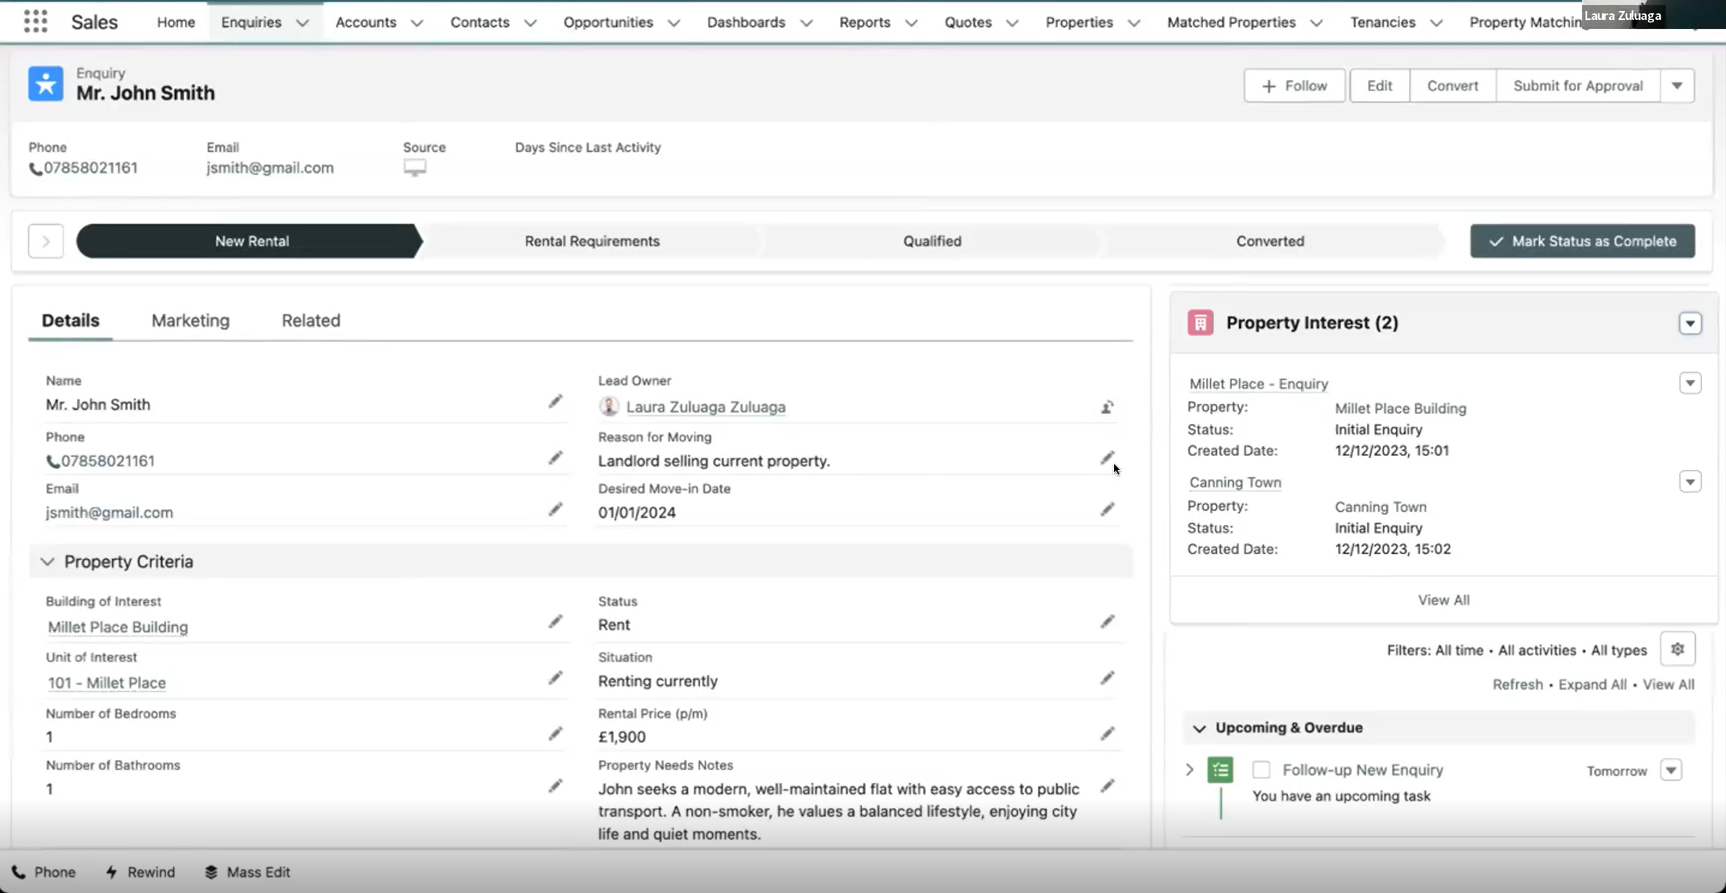 Sales Home Enquiries Accounts Contacts Opportunities Dashboards Reports Quotes Properties Matched Properties Tenancies Property Matchin
Laura Zuluaga
Enquiry
Mr. John Smith
+ Follow Edit Convert Submit for Approval
Phone Email Source Days Since Last Activity
07858021161 jsmith@gmail.com
New Rental Rental Requirements Qualified Converted Mark Status as Complete
Details Marketing Related
Name
Mr. John Smith
Lead Owner
Laura Zuluaga Zuluaga
Phone
07858021161
Reason for Moving
Landlord selling current property.
Email
jsmith@gmail.com
Desired Move-in Date
01/01/2024
Property Criteria
Building of Interest
Millet Place Building
Status
Rent
Unit of Interest
101 - Millet Place
Situation
Renting currently
Number of Bedrooms
1
Rental Price (p/m)
£1,900
Number of Bathrooms
1
Property Needs Notes
John seeks a modern, well-maintained flat with easy access to public
transport. A non-smoker, he values a balanced lifestyle, enjoying city
life and quiet moments.
Property Interest (2)
Millet Place - Enquiry
Property: Millet Place Building
Status: Initial Enquiry
Created Date: 12/12/2023, 15:01
Canning Town
Property: Canning Town
Status: Initial Enquiry
Created Date: 12/12/2023, 15:02
View All
Filters: All time • All activities • All types
Refresh • Expand All • View All
Upcoming & Overdue
Follow-up New Enquiry Tomorrow
You have an upcoming task
Phone Rewind Mass Edit